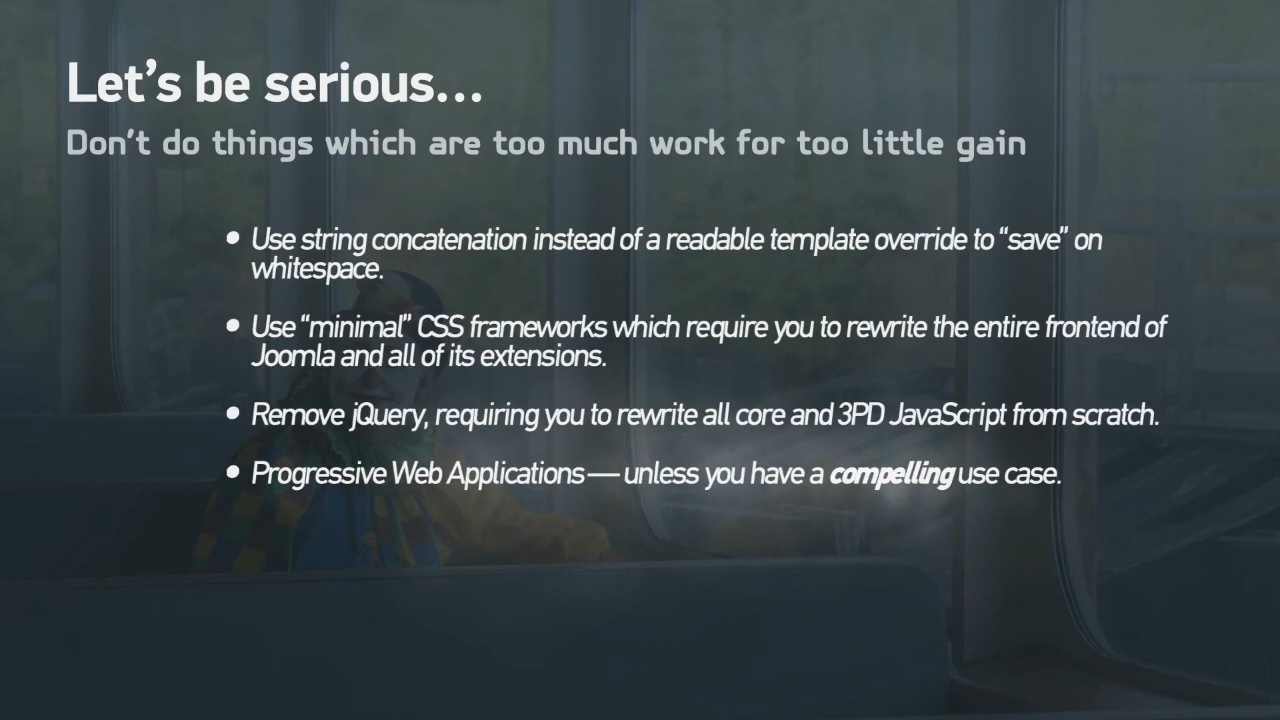 Let’s be serious…
Don’t do things which are too much work for too little gain
• Use string concatenation instead of a readable template override to “save” on
whitespace.
• Use “minimal” CSS frameworks which require you to rewrite the entire frontend of
Joomla and all of its extensions.
• Remove jQuery, requiring you to rewrite all core and 3PD JavaScript from scratch.
• Progressive Web Applications — unless you have a compelling use case.